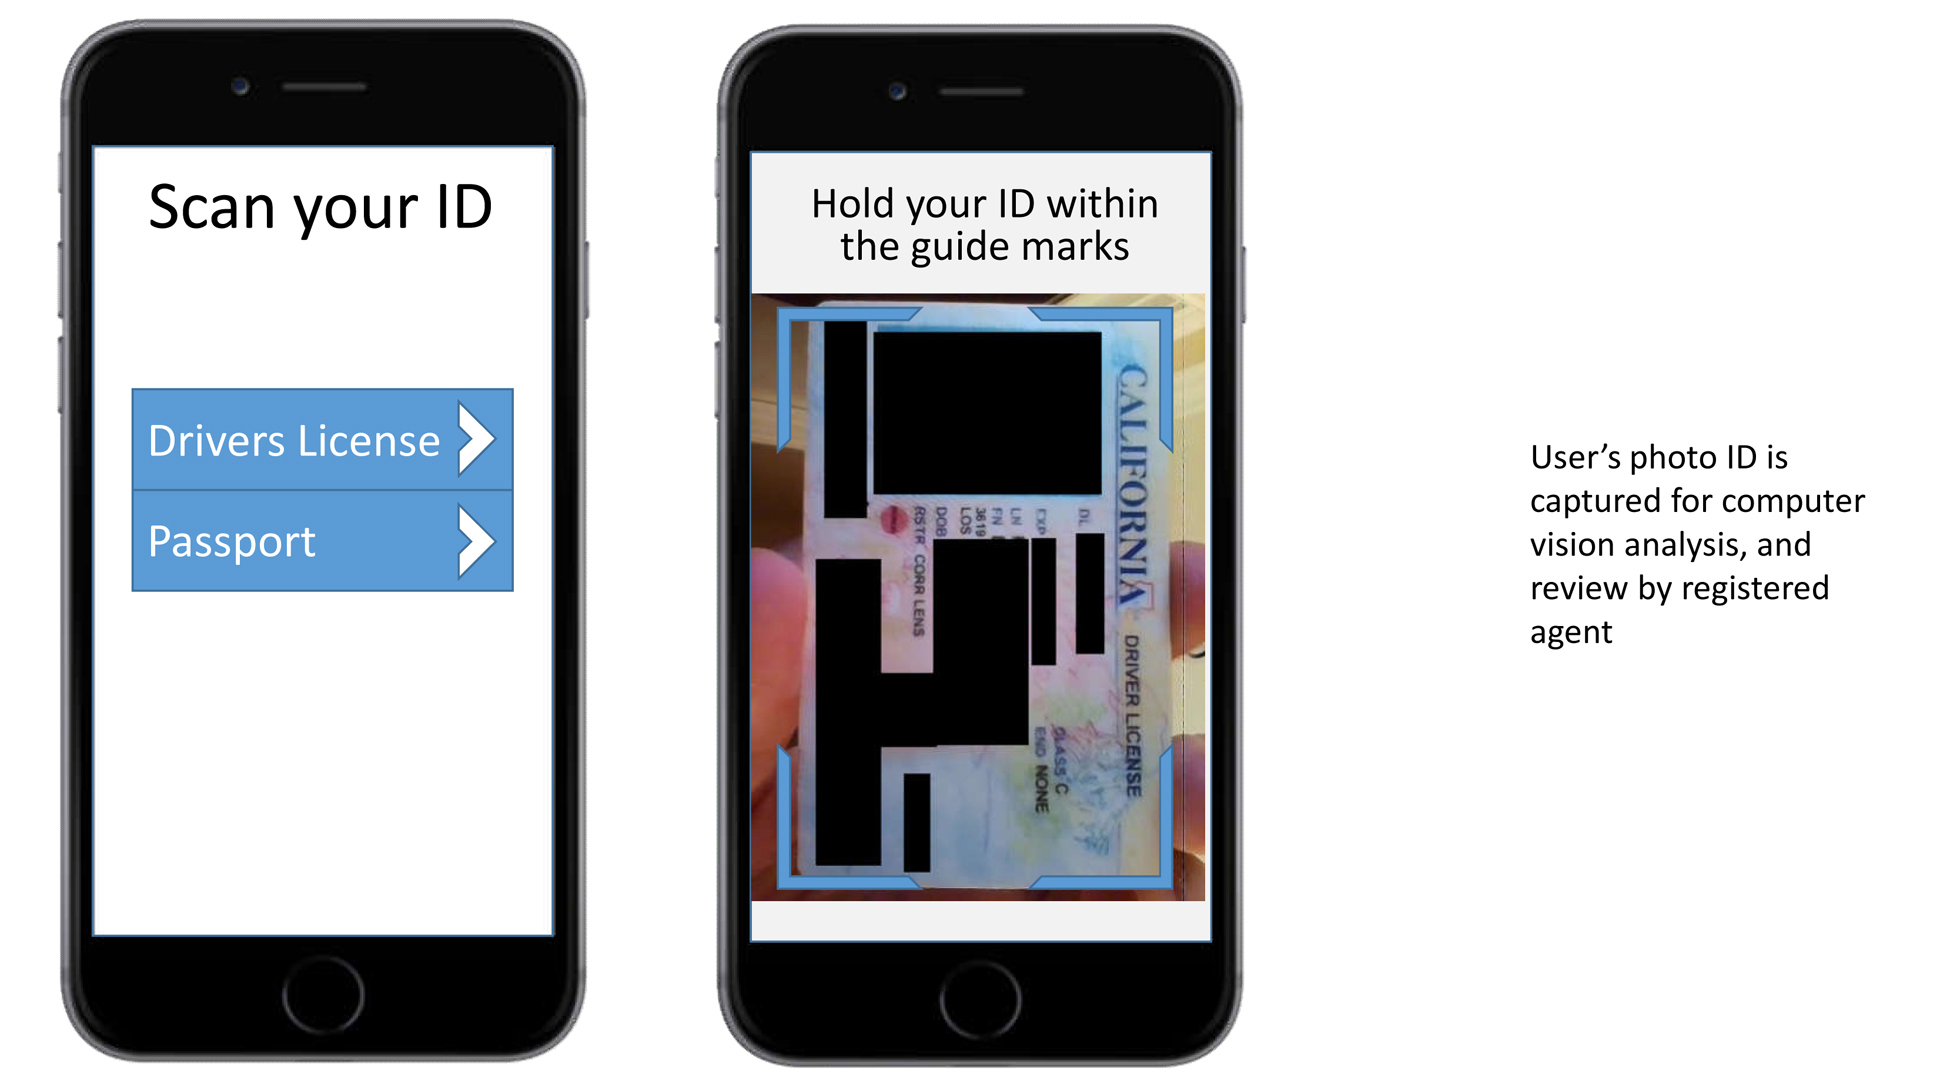 Scan your ID
Drivers License
Passport
Hold your ID within
the guide marks
CALIFORNIA DRIVER LICENSE
DL
EXP
CLASS C
END NONE
LN
FN
3619
LOS
DOB
RSTR CORR LENS
User’s photo ID is
captured for computer
vision analysis, and
review by registered
agent